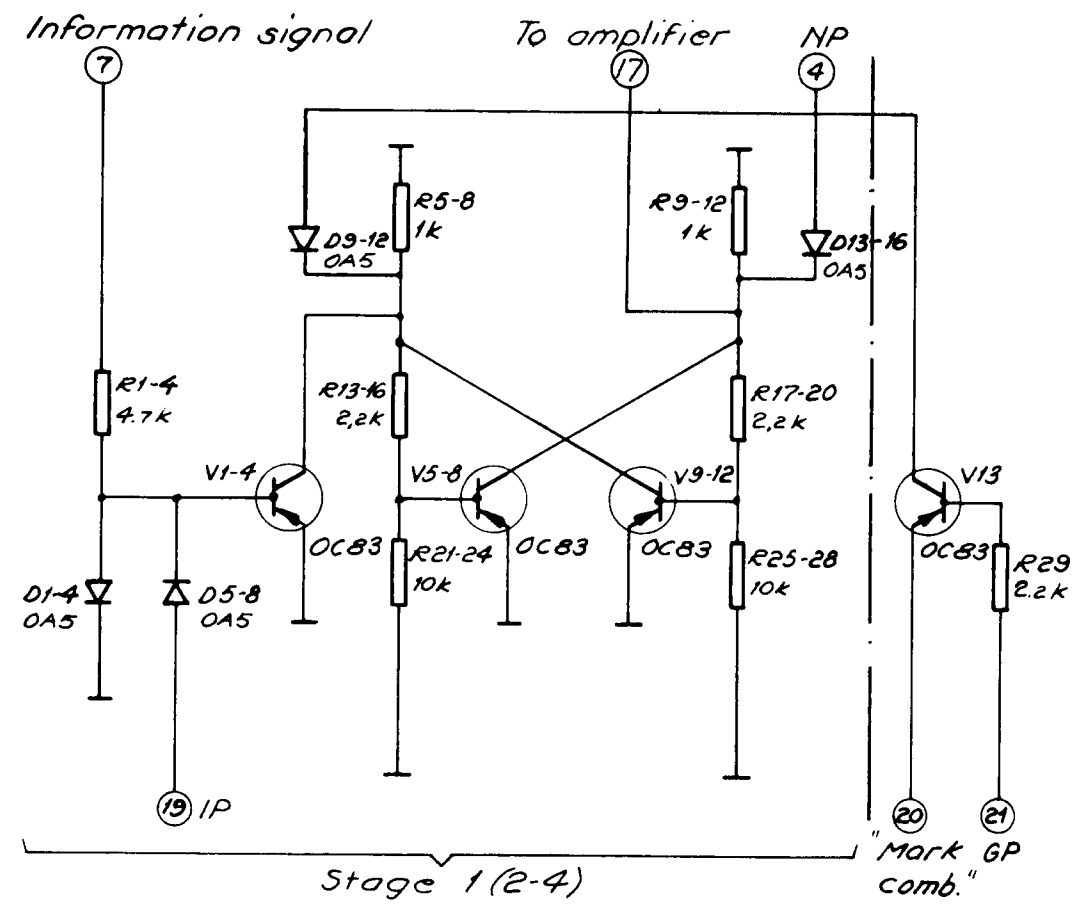 Information signal
7
To amplifier
17
NP
4
R5-8
1k
R9-12
1k
D9-12
OA5
D13-16
OA5
R1-4
4.7k
R13-16
2,2k
R17-20
2,2k
V1-4
OC83
V5-8
OC83
V9-12
OC83
V13
OC83
R21-24
10k
R25-28
10k
R29
2.2k
D1-4
OA5
D5-8
OA5
19 IP
20
"Mark
comb."
21
GP
Stage 1 (2-4)